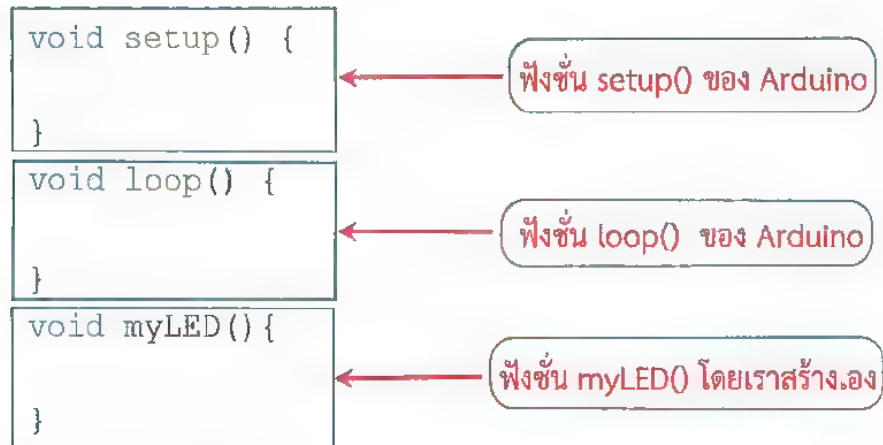 void setup() {
ฟังชั่น setup() ของ Arduino
}
void loop() {
ฟังชั่น loop() ของ Arduino
}
void myLED(){
ฟังชั่น myLED() โดยเราสร้าง
}